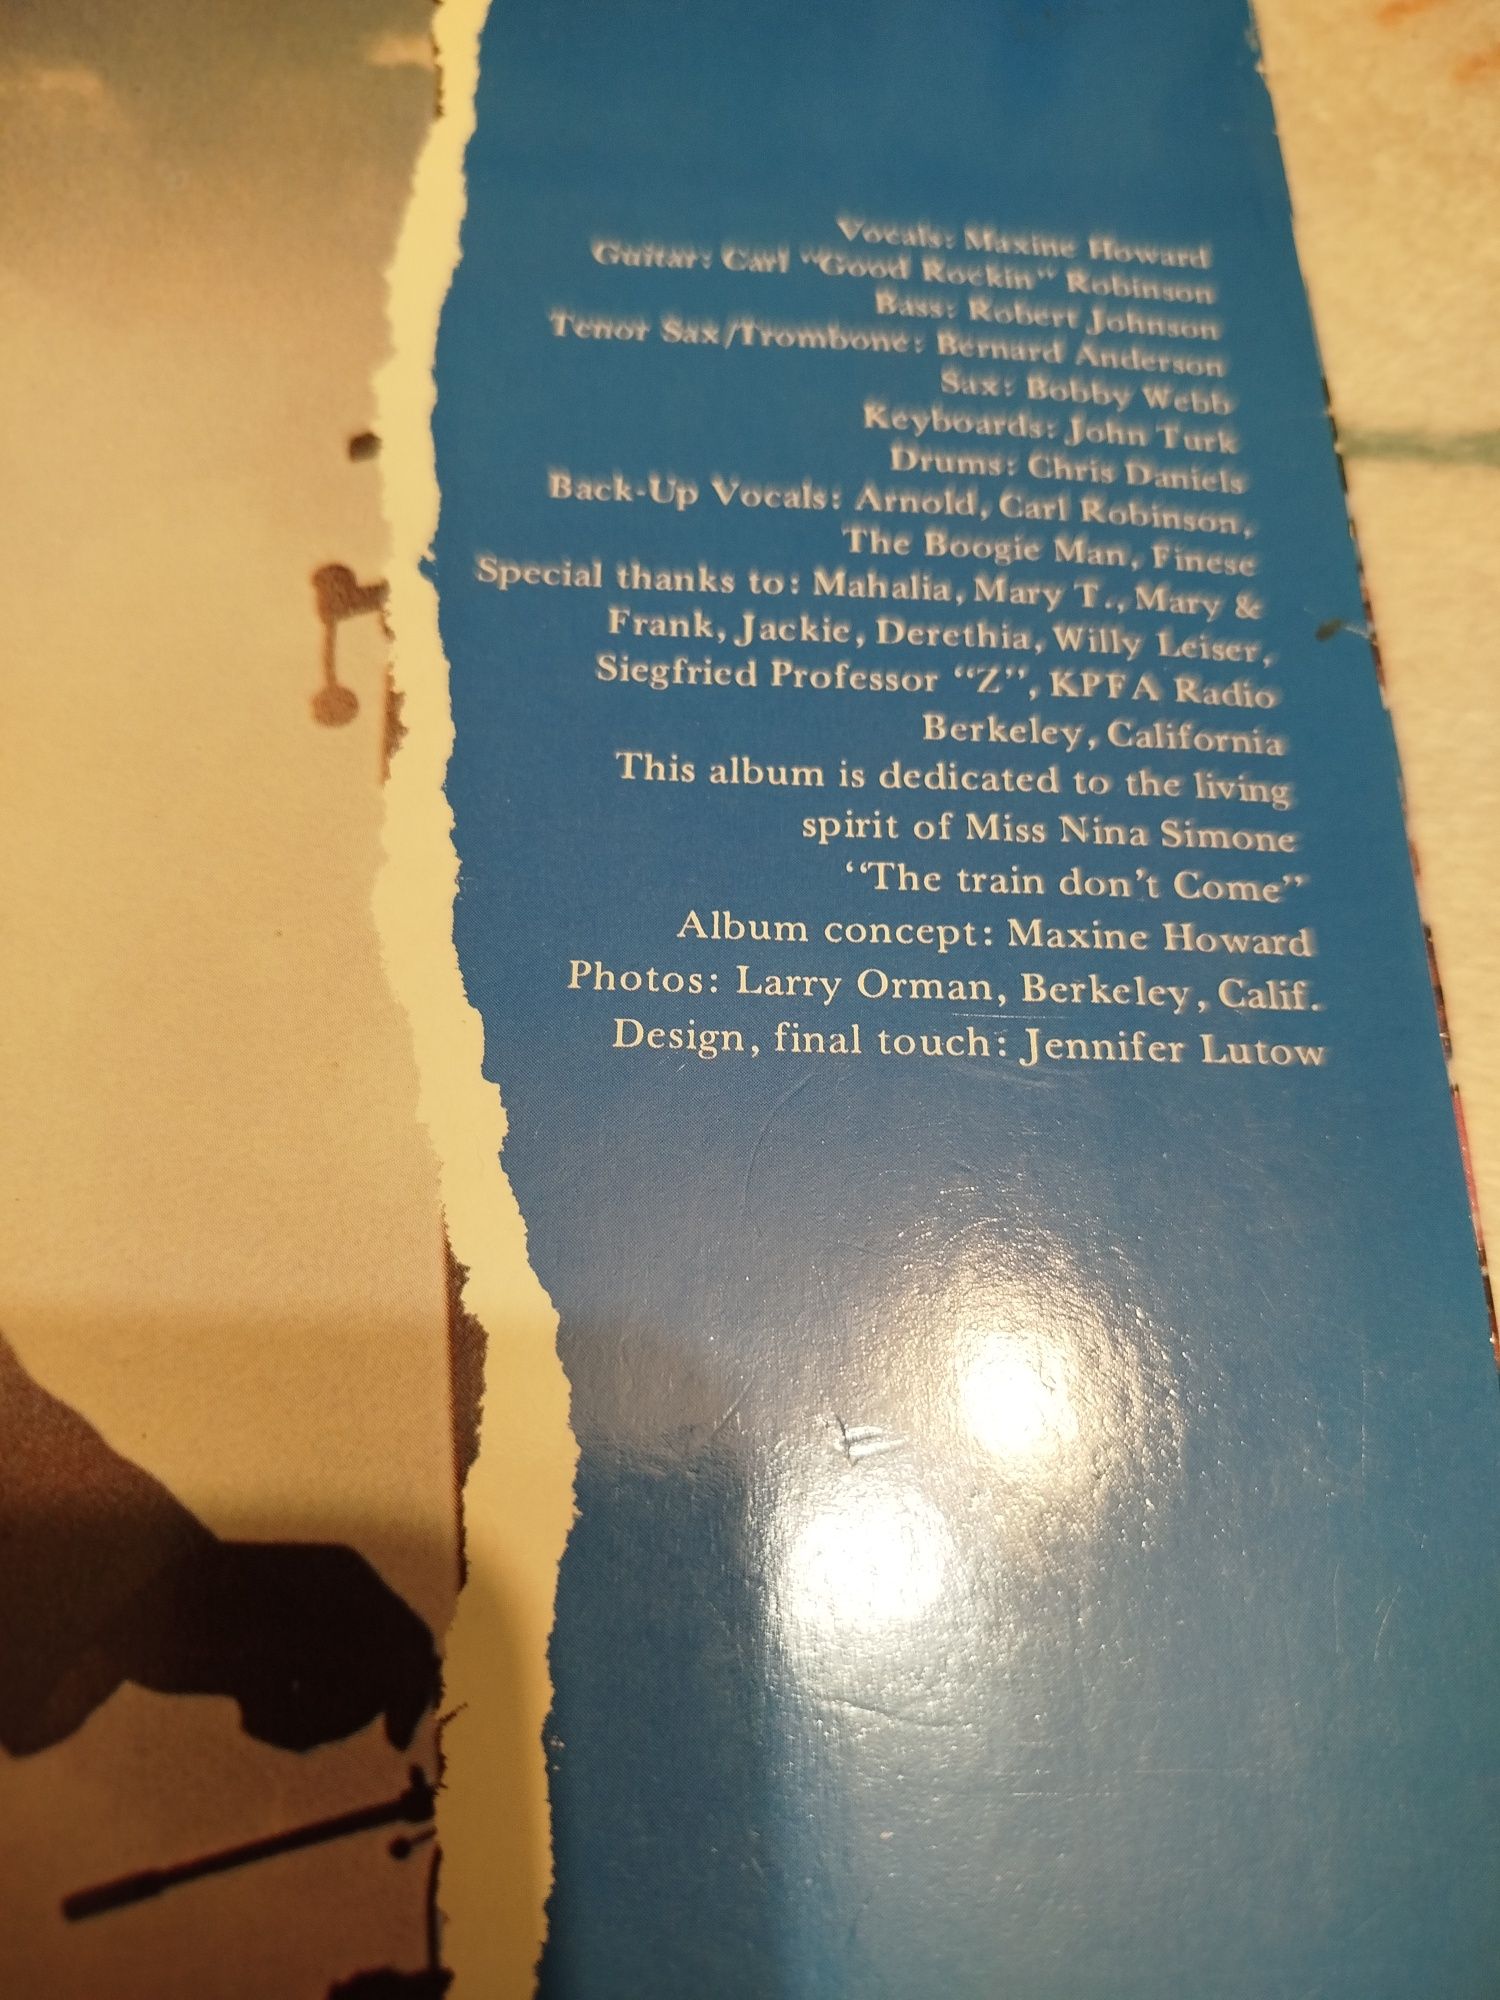 Vocals: Maxine Howard
Guitar: Carl "Good Rockin" Robinson
Bass: Robert Johnson
Tenor Sax/Trombone: Bernard Anderson
Sax: Bobby Webb
Keyboards: John Turk
Drums: Chris Daniels
Back-Up Vocals: Arnold, Carl Robinson,
The Boogie Man, Finese
Special thanks to: Mahalia, Mary T., Mary &
Frank, Jackie, Derethia, Willy Leiser,
Siegfried Professor “Z”, KPFA Radio
Berkeley, California
This album is dedicated to the living
spirit of Miss Nina Simone
“The train don't Come”
Album concept: Maxine Howard
Photos: Larry Orman, Berkeley, Calif.
Design, final touch: Jennifer Lutow